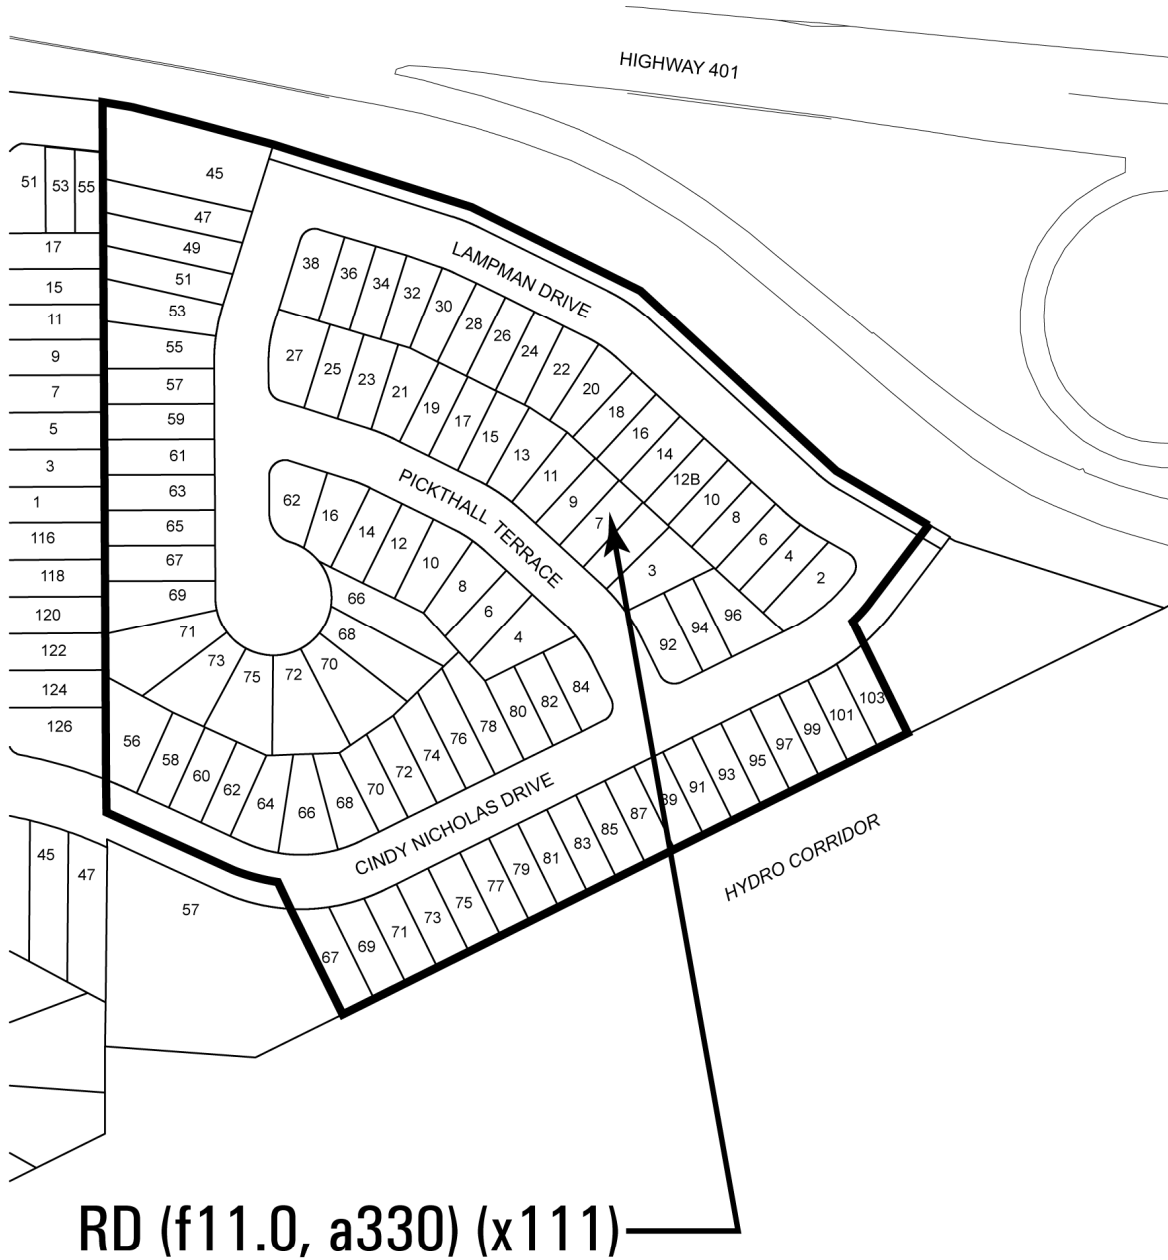 HIGHWAY 401
45
51 53 55
47
17
49
LAMPMAN DRIVE
38 36 34 32 30 28 26 24 22 20 18 16 14 12B 10 8 6 4 2
15
51
11
53
9
55
27 25 23 21 19 17 15 13 11 9 7 3
7
57
5
59
3
61
PICKTHALL TERRACE
1
63
62 16 14 12 10 8 6 4
116
65
118
67
120
69
66
68
92 94 96
122
71
73
75
72
70
124
126
56 58 60 62 64 66 68 70 72 74 76 78 80 82 84
CINDY NICHOLAS DRIVE
67 69 71 73 75 77 79 81 83 85 87 89 91 93 95 97 99 101 103
HYDRO CORRIDOR
45 47
57
RD (f11.0, a330) (x111)